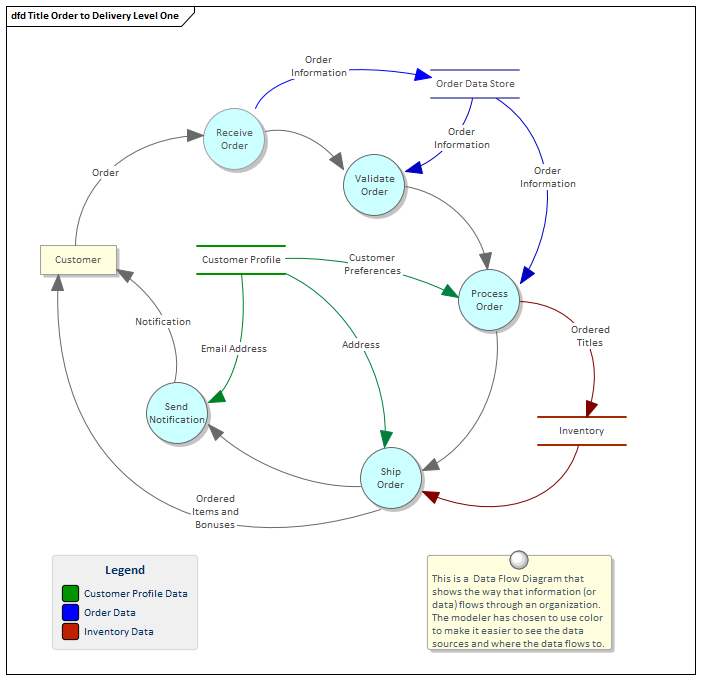 dfd Title Order to Delivery Level One
Order
Information
Order Data Store
Receive
Order
Order
Information
Order
Validate
Order
Order
Information
Customer
Customer Profile
Customer
Preferences
Process
Order
Notification
Email Address
Address
Ordered
Titles
Send
Notification
Inventory
Ship
Order
Ordered
Items and
Bonuses
Legend
Customer Profile Data
Order Data
Inventory Data
This is a Data Flow Diagram that
shows the way that information (or
data) flows through an organization.
The modeler has chosen to use color
to make it easier to see the data
sources and where the data flows to.